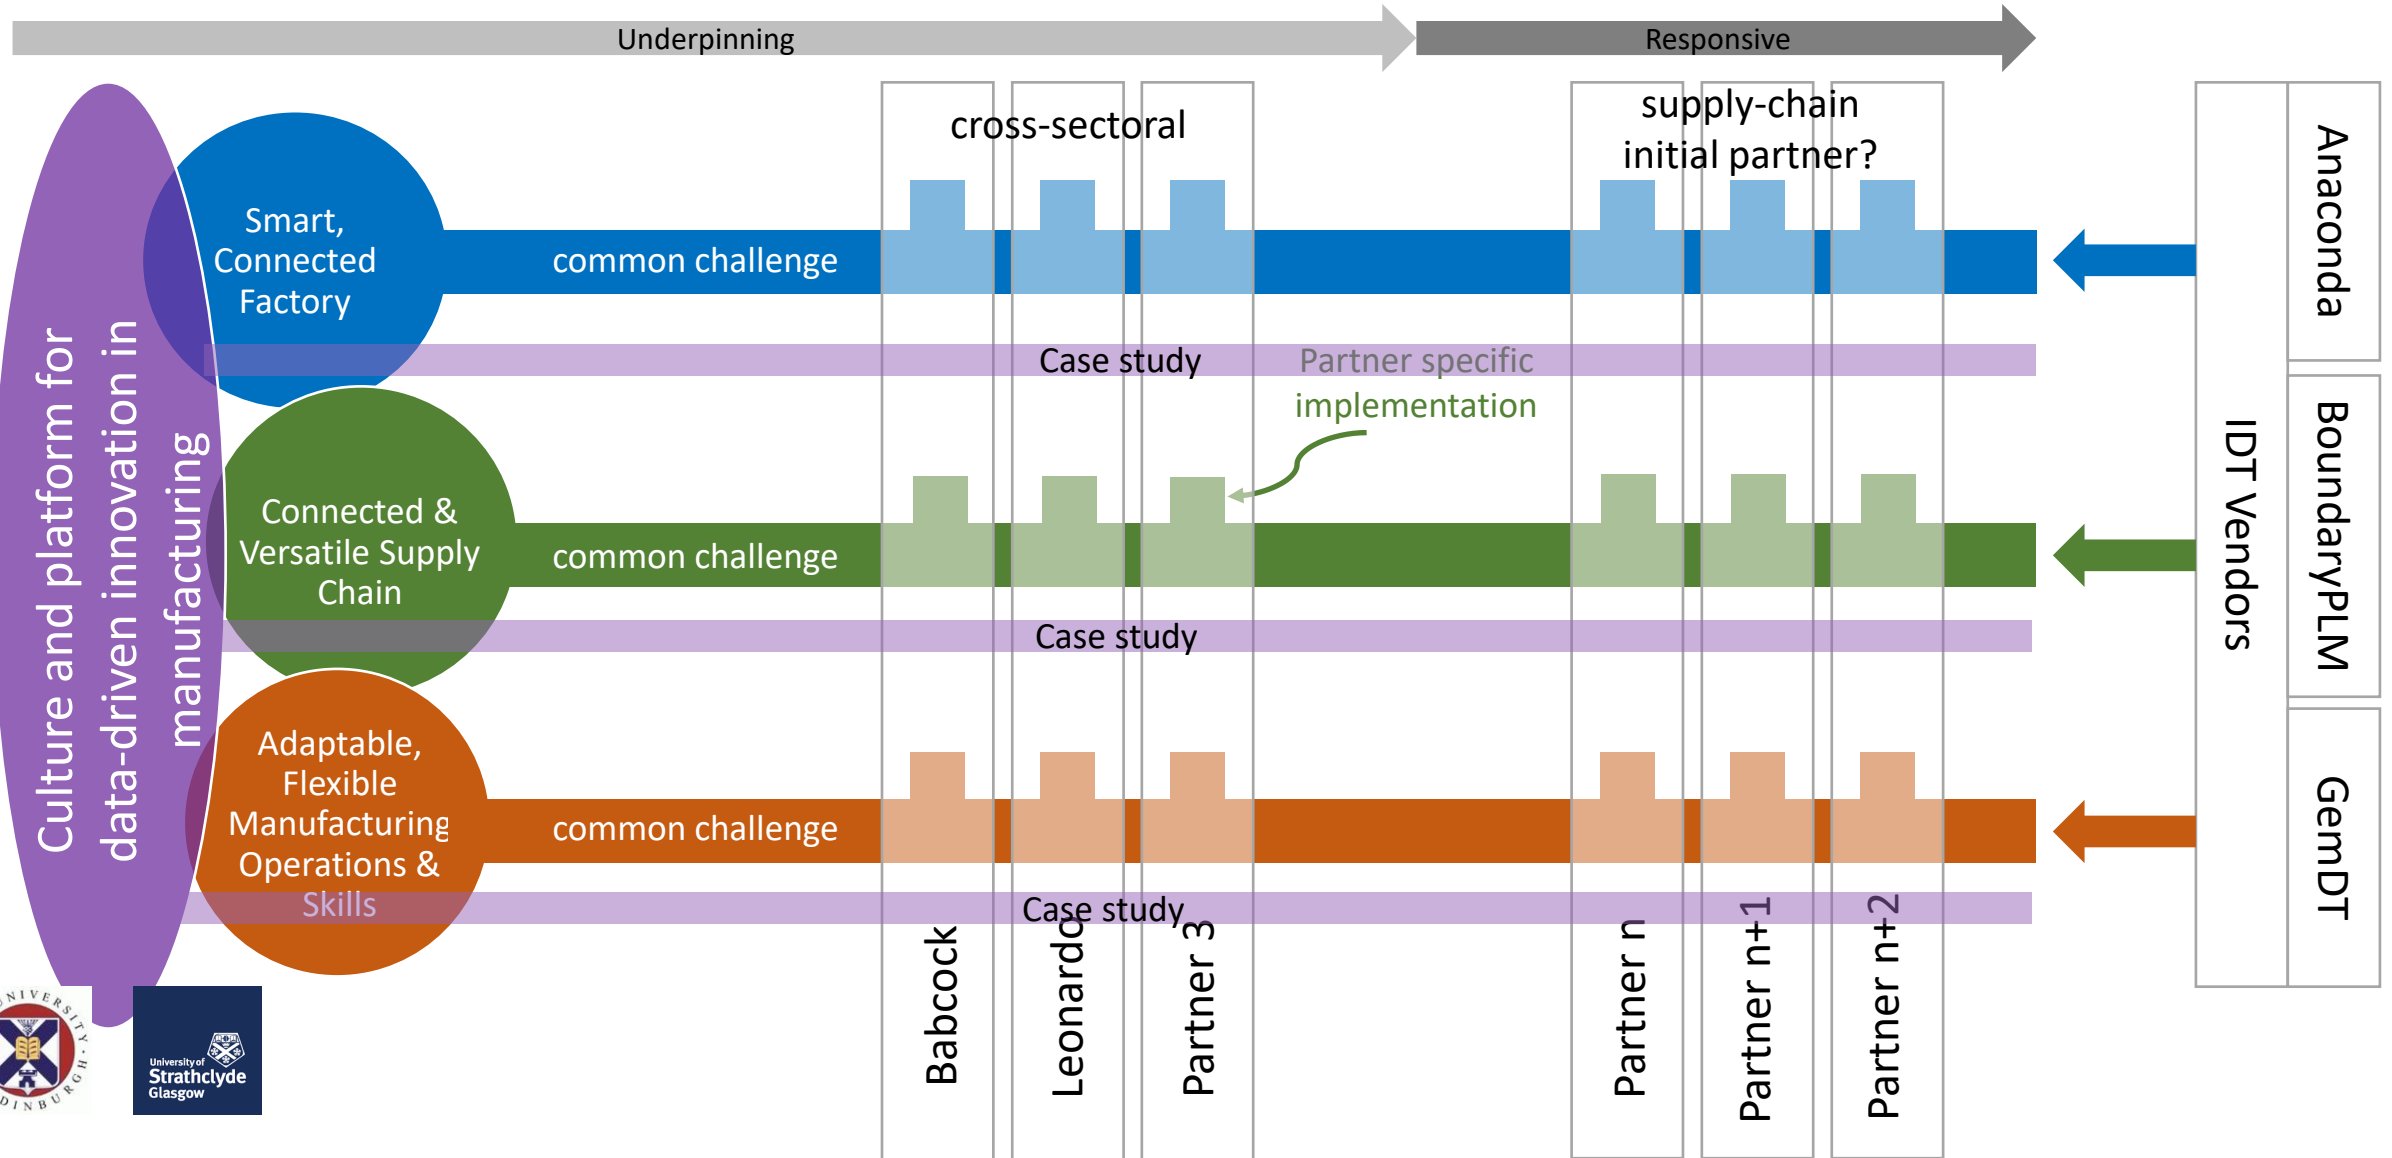 Underpinning
Responsive
cross-sectoral
supply-chain
initial partner?
Culture and platform for
data-driven innovation in
manufacturing
Smart,
Connected
Factory
common challenge
Case study
Partner specific
implementation
Connected &
Versatile Supply
Chain
common challenge
Case study
Adaptable,
Flexible
Manufacturing
Operations &
Skills
common challenge
Case study
Babcock
Leonardo
Partner 3
Partner n
Partner n+1
Partner n+2
IDT Vendors
Anaconda
BoundaryPLM
GemDT
University of
Strathclyde
Glasgow